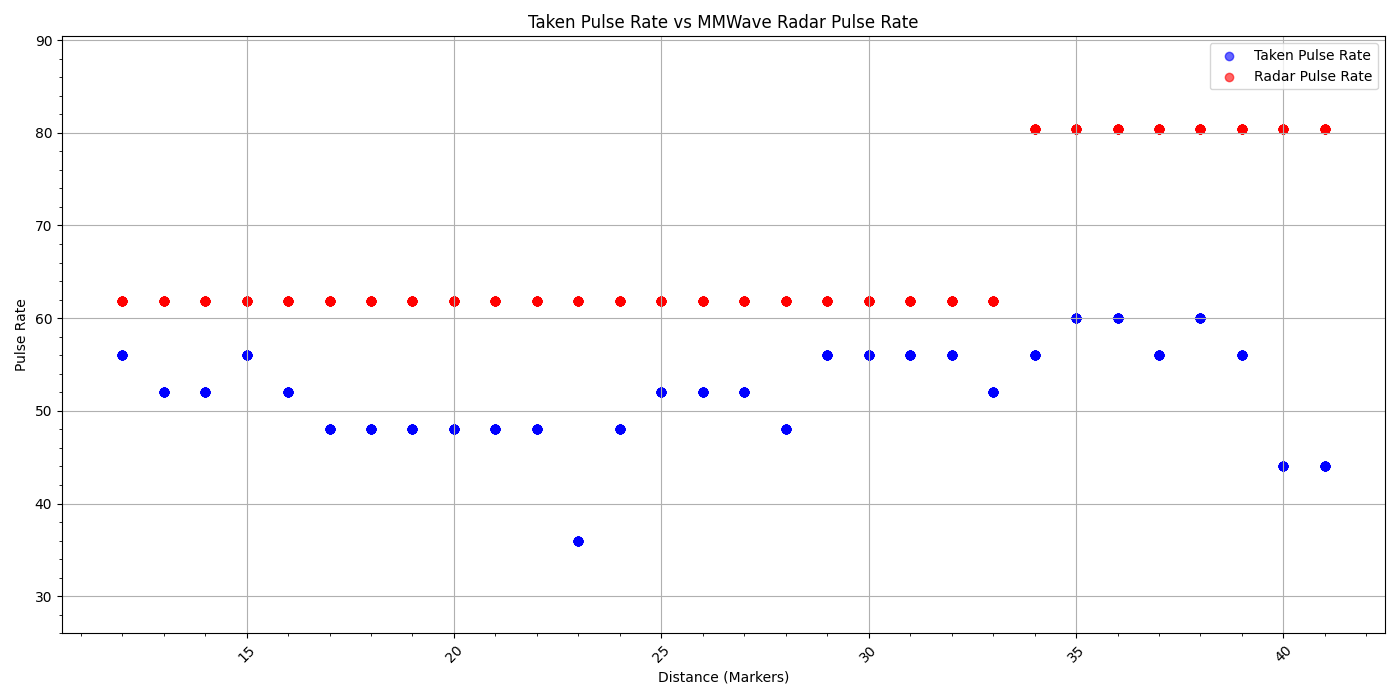 Taken Pulse Rate vs MMWave Radar Pulse Rate
90
80
70
60
50
40
30
Pulse Rate
Taken Pulse Rate
Radar Pulse Rate
15
20
25
30
35
40
Distance (Markers)